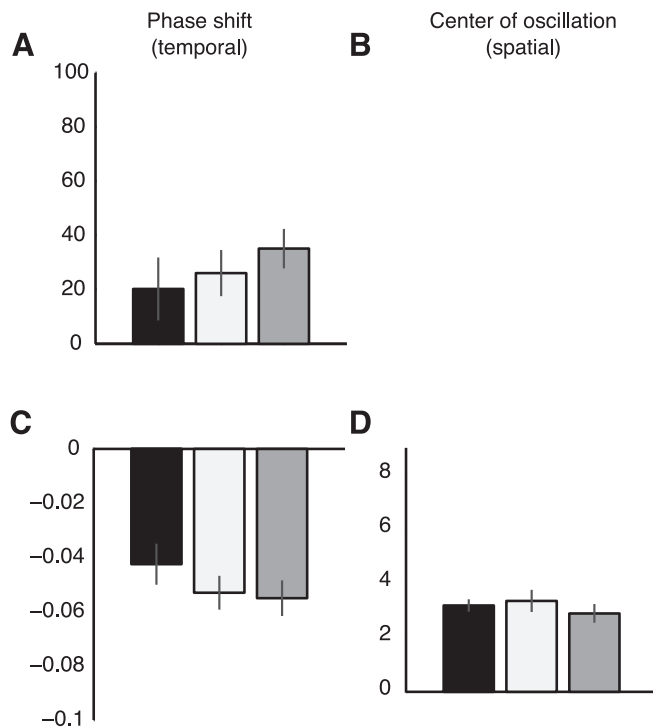 Phase shift
(temporal)
Center of oscillation
(spatial)
A
B
100
80
60
40
20
0
C
D
0
−0.02
−0.04
−0.06
−0.08
−0.1
8
6
4
2
0